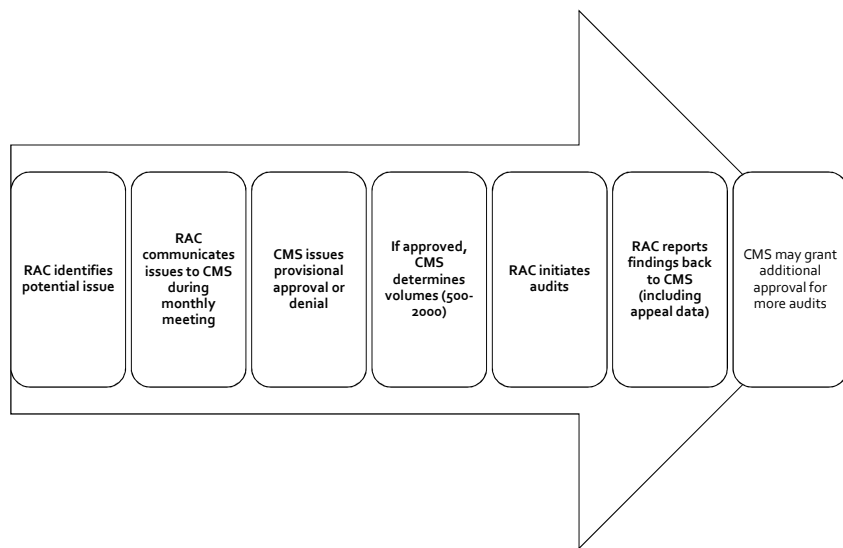 RAC identifies
potential issue
RAC
communicates
issues to CMS
during
monthly
meeting
CMS issues
provisional
approval or
denial
If approved,
CMS
determines
volumes (500-
2000)
RAC initiates
audits
RAC reports
findings back
to CMS
(including
appeal data)
CMS may grant
additional
approval for
more audits